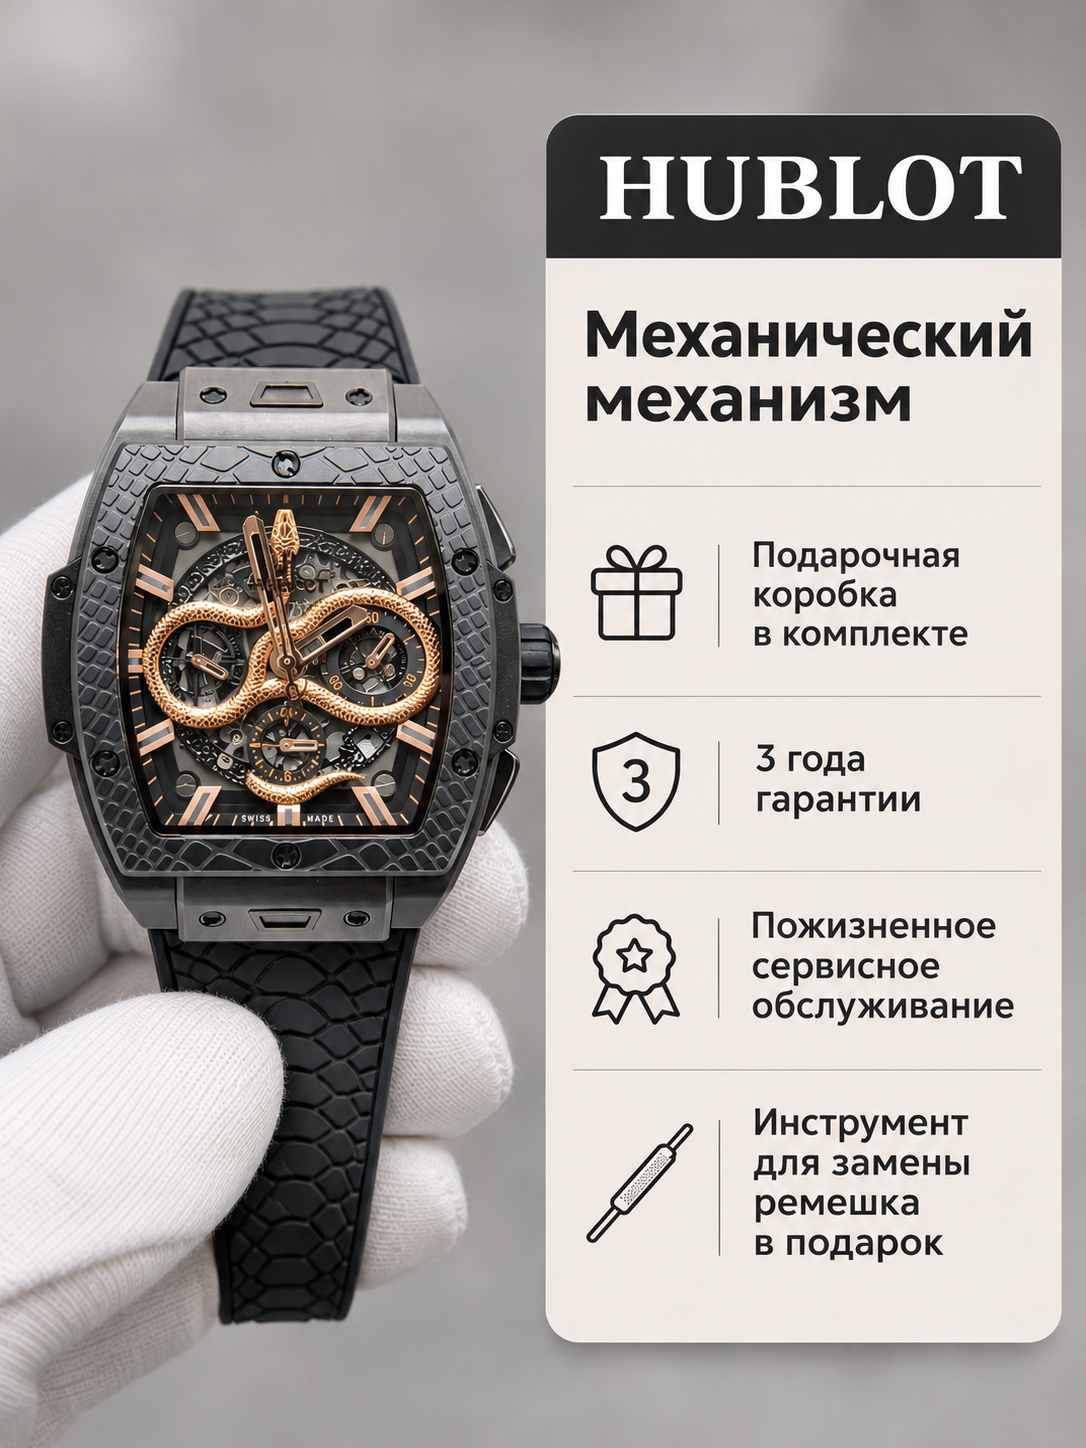 HUBLOT
Механический
механизм
Подарочная
коробка
в комплекте
3
3 года
гарантии
Пожизненное
сервисное
обслуживание
Инструмент
для замены
ремешка
в подарок
SWISS MADE